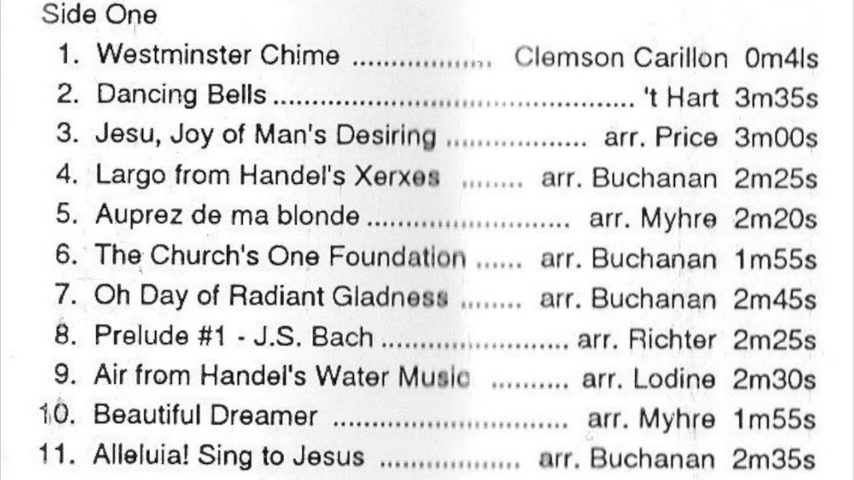 Side One
1. Westminster Chime ................. Clemson Carillon 0m4ls
2. Dancing Bells ............................................ 't Hart 3m35s
3. Jesu, Joy of Man's Desiring ................. arr. Price 3m00s
4. Largo from Handel's Xerxes ........ arr. Buchanan 2m25s
5. Auprez de ma blonde ......................... arr. Myhre 2m20s
6. The Church's One Foundation ...... arr. Buchanan 1m55s
7. Oh Day of Radiant Gladness ........ arr. Buchanan 2m45s
8. Prelude #1 - J.S. Bach ....................... arr. Richter 2m25s
9. Air from Handel's Water Music .......... arr. Lodine 2m30s
10. Beautiful Dreamer ............................. arr. Myhre 1m55s
11. Alleluia! Sing to Jesus ................. arr. Buchanan 2m35s